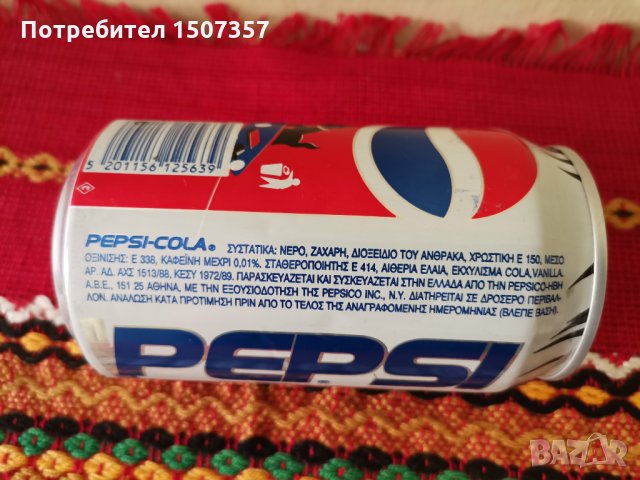 Потребител 1507357
5 201156 125639
PEPSI-COLA® ΣΥΣΤΑΤΙΚΑ: ΝΕΡΟ, ΖΑΧΑΡΗ, ΔΙΟΞΕΙΔΙΟ ΤΟΥ ΑΝΘΡΑΚΑ, ΧΡΩΣΤΙΚΗ Ε 150, ΜΕΣΟ
ΟΞΙΝΙΣΗΣ: Ε 338, ΚΑΦΕΪΝΗ ΜΕΧΡΙ 0,01%. ΣΤΑΘΕΡΟΠΟΙΗΤΗΣ Ε 414, ΑΙΘΕΡΙΑ ΕΛΑΙΑ, ΕΚΧΥΛΙΣΜΑ COLA, VANILLA.
ΑΡ. ΑΔ. ΑΧΣ 1513/88, ΚΕΣΥ 1972/89. ΠΑΡΑΣΚΕΥΑΖΕΤΑΙ ΚΑΙ ΣΥΣΚΕΥΑΖΕΤΑΙ ΣΤΗΝ ΕΛΛΑΔΑ ΑΠΟ ΤΗΝ PEPSICO-ΗΒΗ
Α.Β.Ε., 151 25 ΑΘΗΝΑ, ΜΕ ΤΗΝ ΕΞΟΥΣΙΟΔΟΤΗΣΗ ΤΗΣ PEPSICO INC., N.Y. ΔΙΑΤΗΡΕΙΤΑΙ ΣΕ ΔΡΟΣΕΡΟ ΠΕΡΙΒΑΛ-
ΛΟΝ. ΑΝΑΛΩΣΗ ΚΑΤΑ ΠΡΟΤΙΜΗΣΗ ΠΡΙΝ ΑΠΟ ΤΟ ΤΕΛΟΣ ΤΗΣ ΑΝΑΓΡΑΦΟΜΕΝΗΣ ΗΜΕΡΟΜΗΝΙΑΣ (ΒΛΕΠΕ ΒΑΣΗ).
PEPSI
BAZAR